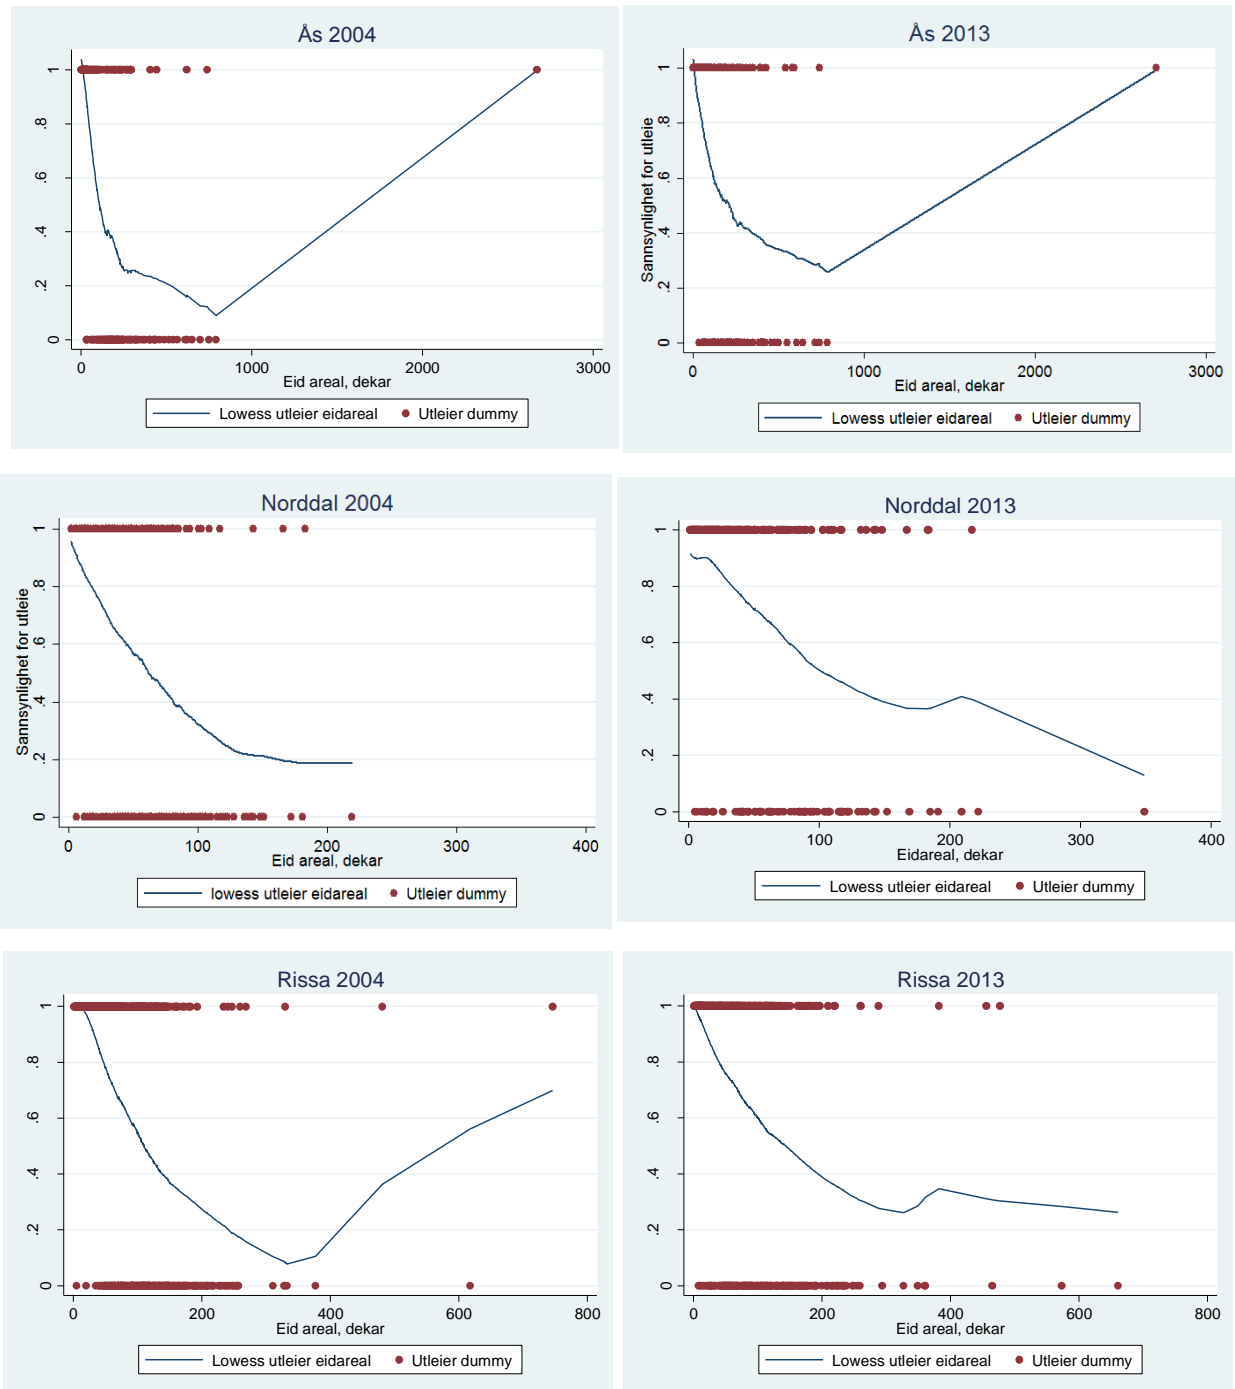 Ås 2004
1
.8
.6
.4
.2
0
0 1000 2000 3000
Eid areal, dekar
Lowess utleier eidareal Utleier dummy
Ås 2013
Sannsynlighet for utleie
1
.8
.6
.4
.2
0
0 1000 2000 3000
Eid areal, dekar
Lowess utleier eidareal Utleier dummy
Norddal 2004
Sannsynlighet for utleie
1
.8
.6
.4
.2
0
0 100 200 300 400
Eid areal, dekar
lowess utleier eidareal Utleier dummy
Norddal 2013
1
.8
.6
.4
.2
0
0 100 200 300 400
Eidareal, dekar
Lowess utleier eidareal Utleier dummy
Rissa 2004
1
.8
.6
.4
.2
0
0 200 400 600 800
Eid areal, dekar
Lowess utleier eidareal Utleier dummy
Rissa 2013
1
.8
.6
.4
.2
0
0 200 400 600 800
Eid areal, dekar
Lowess utleier eidareal Utleier dummy